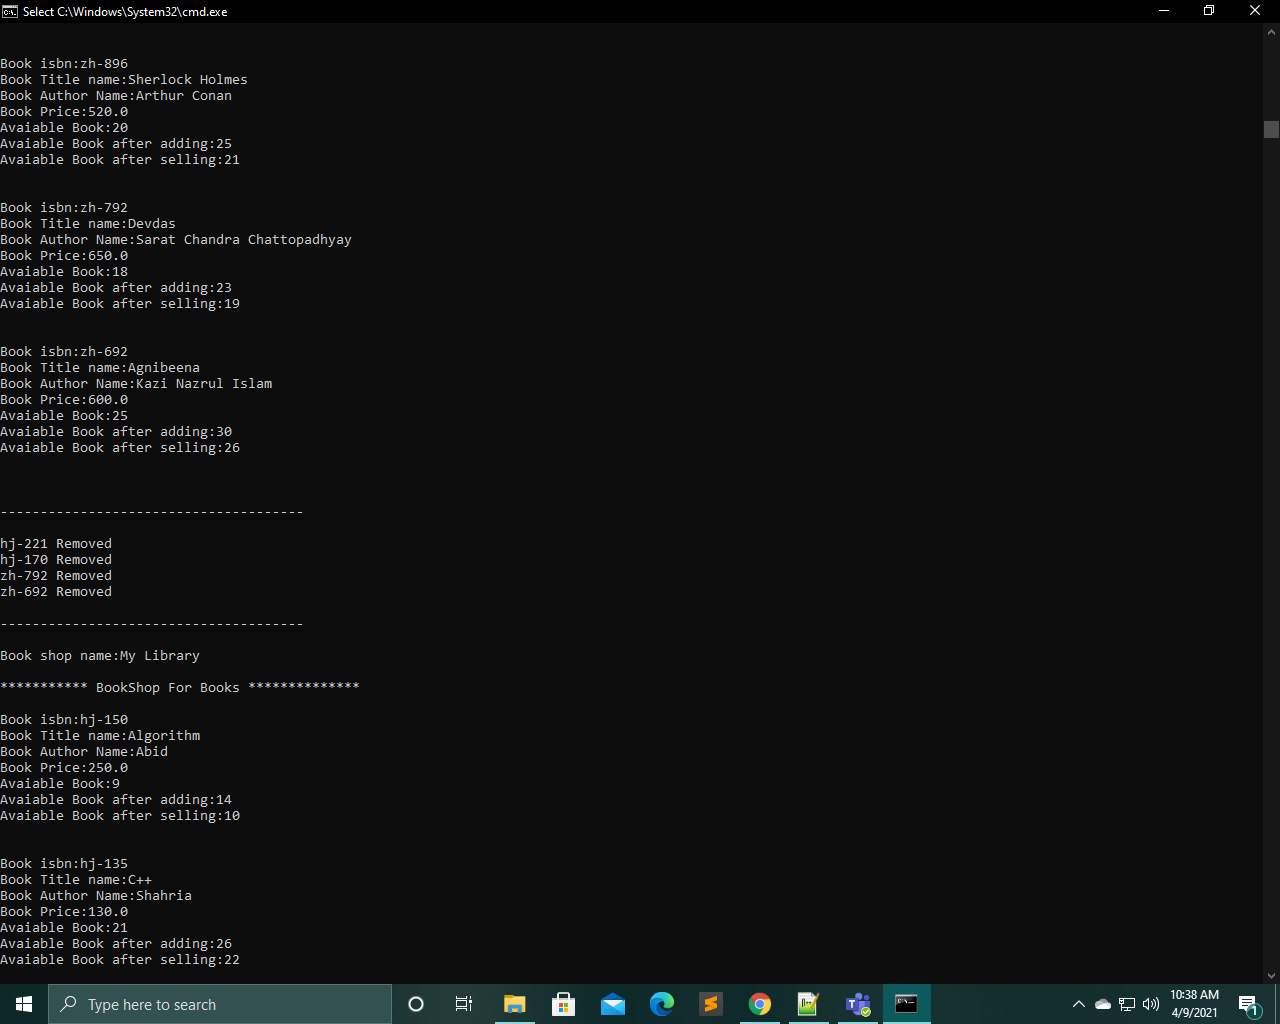 Select C:\Windows\System32\cmd.exe
Book isbn:zh-896
Book Title name:Sherlock Holmes
Book Author Name:Arthur Conan
Book Price:520.0
Avaiable Book:20
Avaiable Book after adding:25
Avaiable Book after selling:21
Book isbn:zh-792
Book Title name:Devdas
Book Author Name:Sarat Chandra Chattopadhyay
Book Price:650.0
Avaiable Book:18
Avaiable Book after adding:23
Avaiable Book after selling:19
Book isbn:zh-692
Book Title name:Agnibeena
Book Author Name:Kazi Nazrul Islam
Book Price:600.0
Avaiable Book:25
Avaiable Book after adding:30
Avaiable Book after selling:26
--------------------------------------
hj-221 Removed
hj-170 Removed
zh-792 Removed
zh-692 Removed
--------------------------------------
Book shop name:My Library
*********** BookShop For Books **************
Book isbn:hj-150
Book Title name:Algorithm
Book Author Name:Abid
Book Price:250.0
Avaiable Book:9
Avaiable Book after adding:14
Avaiable Book after selling:10
Book isbn:hj-135
Book Title name:C++
Book Author Name:Shahria
Book Price:130.0
Avaiable Book:21
Avaiable Book after adding:26
Avaiable Book after selling:22
Type here to search
10:38 AM
4/9/2021
1